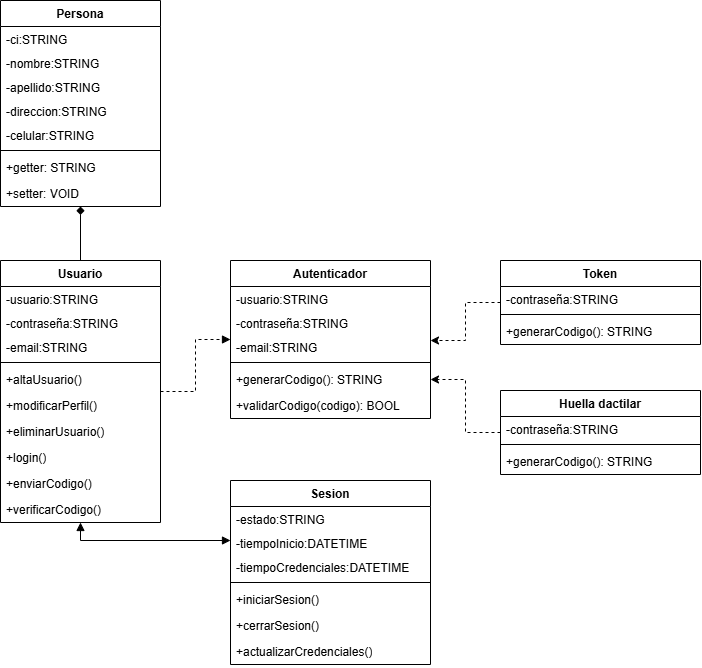 Persona
-ci:STRING
-nombre:STRING
-apellido:STRING
-direccion:STRING
-celular:STRING
+getter: STRING
+setter: VOID
Usuario
-usuario:STRING
-contraseña:STRING
-email:STRING
+altaUsuario()
+modificarPerfil()
+eliminarUsuario()
+login()
+enviarCodigo()
+verificarCodigo()
Autenticador
-usuario:STRING
-contraseña:STRING
-email:STRING
+generarCodigo(): STRING
+validarCodigo(codigo): BOOL
Token
-contraseña:STRING
+generarCodigo(): STRING
Huella dactilar
-contraseña:STRING
+generarCodigo(): STRING
Sesion
-estado:STRING
-tiempoInicio:DATETIME
-tiempoCredenciales:DATETIME
+iniciarSesion()
+cerrarSesion()
+actualizarCredenciales()